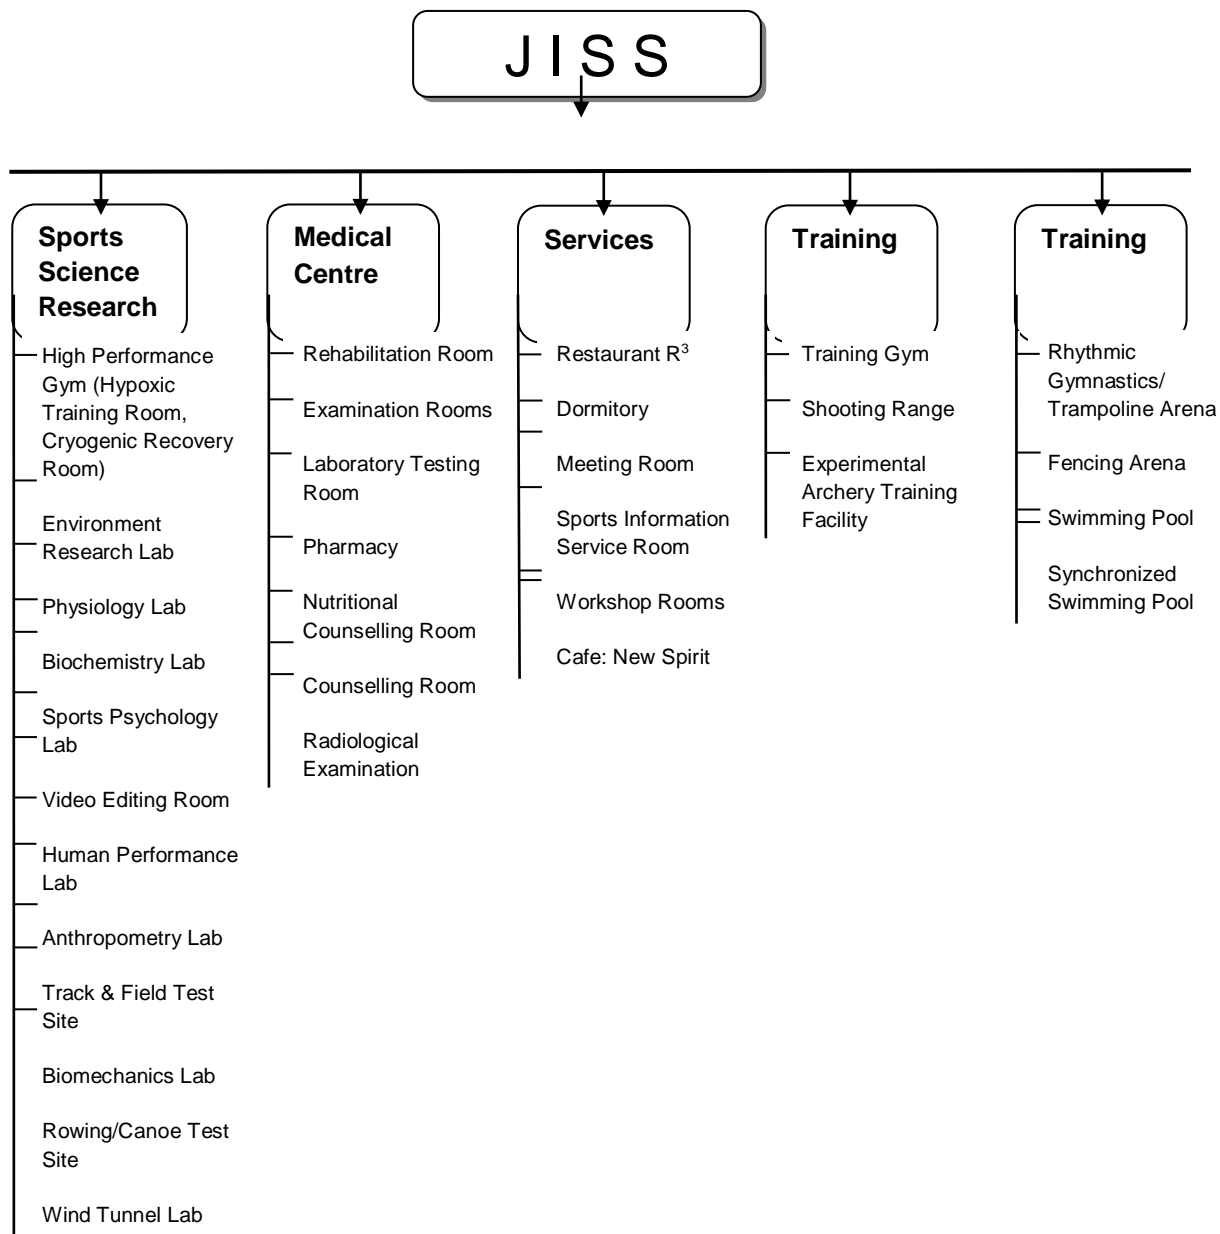 J I S S
Sports
Science
Research
High Performance
Gym (Hypoxic
Training Room,
Cryogenic Recovery
Room)
Environment
Research Lab
Physiology Lab
Biochemistry Lab
Sports Psychology
Lab
Video Editing Room
Human Performance
Lab
Anthropometry Lab
Track & Field Test
Site
Biomechanics Lab
Rowing/Canoe Test
Site
Wind Tunnel Lab
Medical
Centre
Rehabilitation Room
Examination Rooms
Laboratory Testing
Room
Pharmacy
Nutritional
Counselling Room
Counselling Room
Radiological
Examination
Services
Restaurant R³
Dormitory
Meeting Room
Sports Information
Service Room
Workshop Rooms
Cafe: New Spirit
Training
Training Gym
Shooting Range
Experimental
Archery Training
Facility
Training
Rhythmic
Gymnastics/
Trampoline Arena
Fencing Arena
Swimming Pool
Synchronized
Swimming Pool